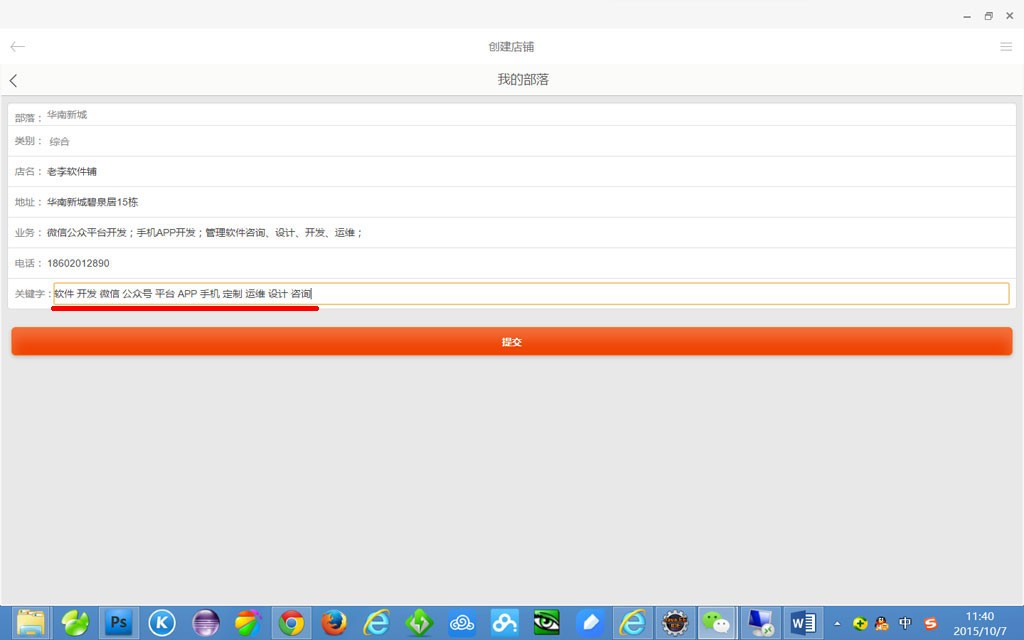 创建店铺
我的部落
部落： 华南新城
类别： 综合
店名： 老李软件铺
地址： 华南新城碧泉居15栋
业务： 微信公众平台开发；手机APP开发；管理软件咨询、设计、开发、运维；
电话： 18602012890
关键字： 软件 开发 微信 公众号 平台 APP 手机 定制 运维 设计 咨询
提交
Ps
K
W
中
S
11:40
2015/10/7